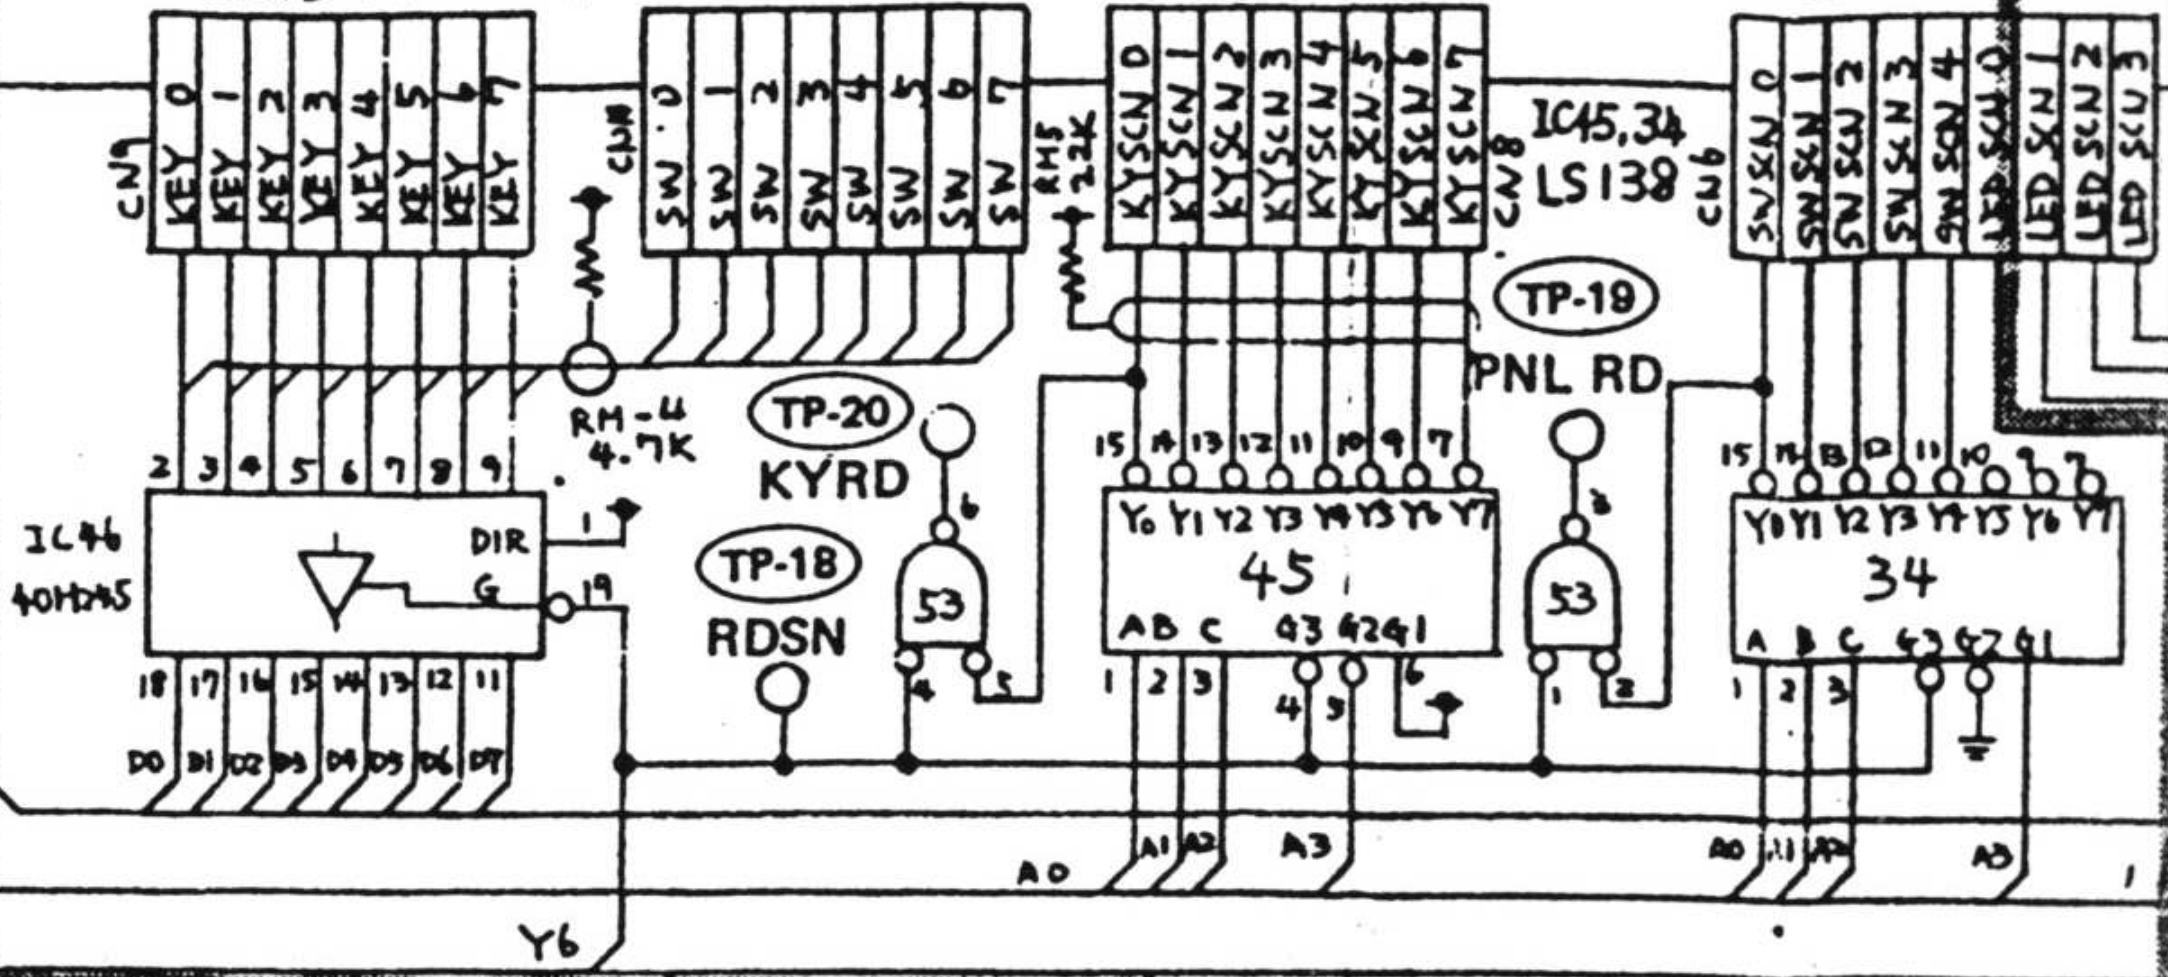 KEY 0
KEY 1
KEY 2
KEY 3
KEY 4
KEY 5
KEY 6
KEY 7
CN9
SW 0
SW 1
SW 2
SW 3
SW 4
SW 5
SW 6
SW 7
RM5
2.2K
KYSCN 0
KYSCN 1
KYSCN 2
KYSCN 3
KYSCN 4
KYSCN 5
KYSCN 6
KYSCN 7
CN8
IC45,34
LS138
CN6
SWSCN 0
SWSCN 1
SWSCN 2
SWSCN 3
SWSCN 4
LED SCN 0
LED SCN 1
LED SCN 2
LED SCN 3
TP-19
PNL RD
RM-4
4.7K
TP-20
KYRD
2 3 4 5 6 7 8 9
15 14 13 12 11 10 9 7
15 14 13 12 11 10 9 7
IC46
DIR 1
G 19
TP-18
RDSN
6
53
4 5
Y0 Y1 Y2 Y3 Y4 Y5 Y6 Y7
45
A B C G3 G2 G1
1 2 3 4 5 6
3
53
1 2
Y0 Y1 Y2 Y3 Y4 Y5 Y6 Y7
34
A B C G3 G2 G1
1 2 3
18 17 16 15 14 13 12 11
D0 D1 D2 D3 D4 D5 D6 D7
A0 A1 A2 A3
A0 A1 A2 A3
Y6